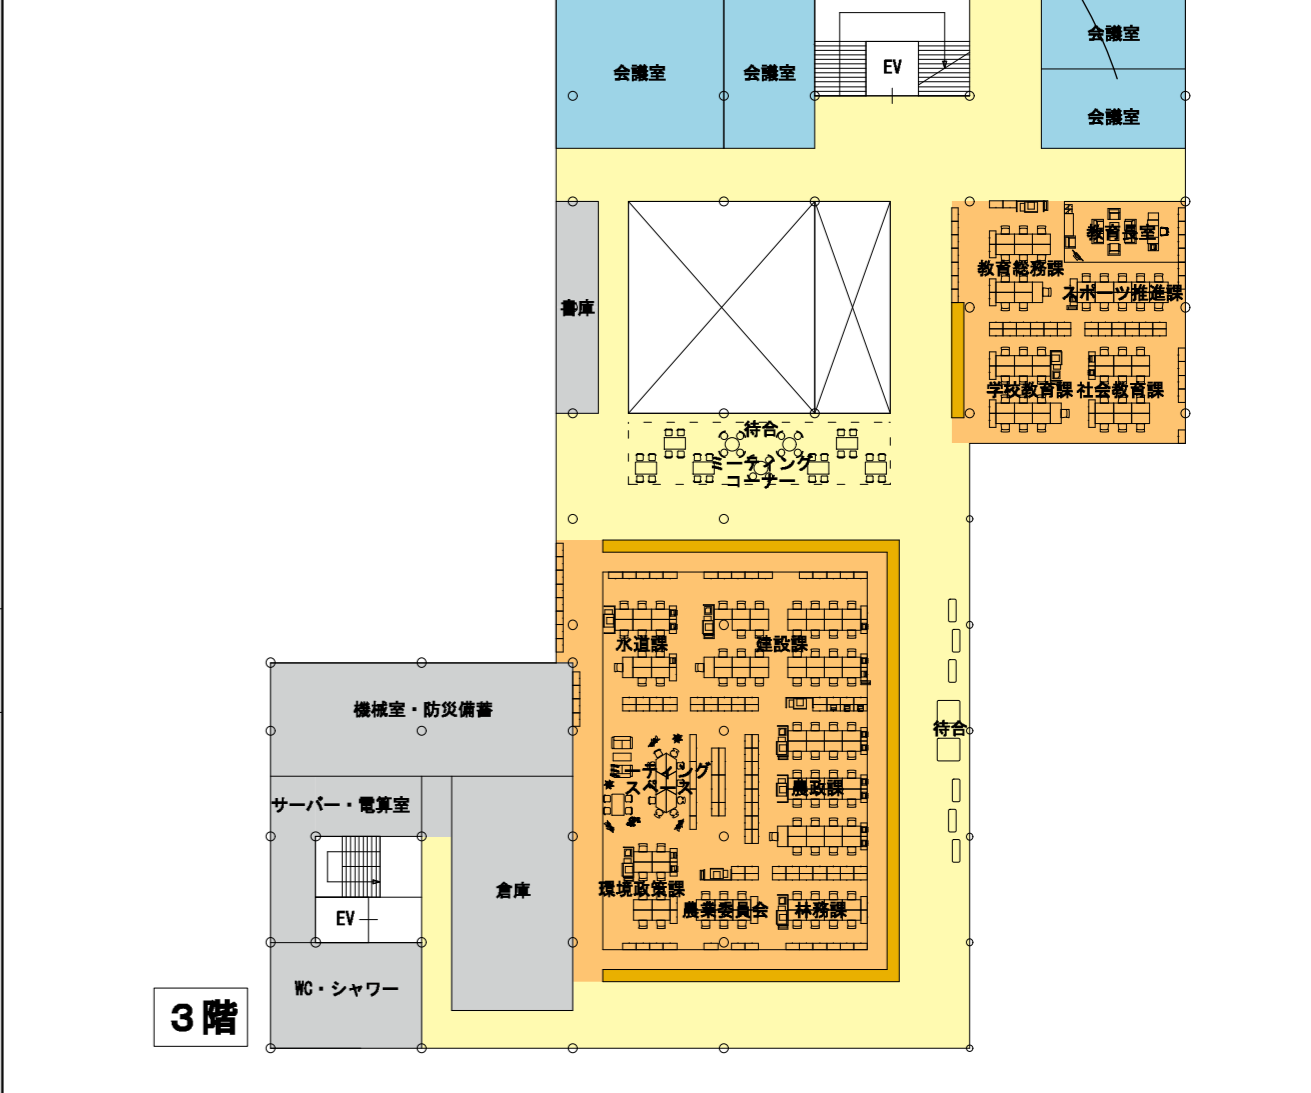 会議室
会議室
EV
会議室
会議室
教育長室
教育総務課
スポーツ推進課
書庫
学校教育課
社会教育課
待合
ミーティング
コーナー
水道課
建設課
機械室・防災備蓄
待合
ミーティング
スペース
農政課
サーバー・電算室
倉庫
環境政策課
農業委員会
林務課
EV
WC・シャワー
３階